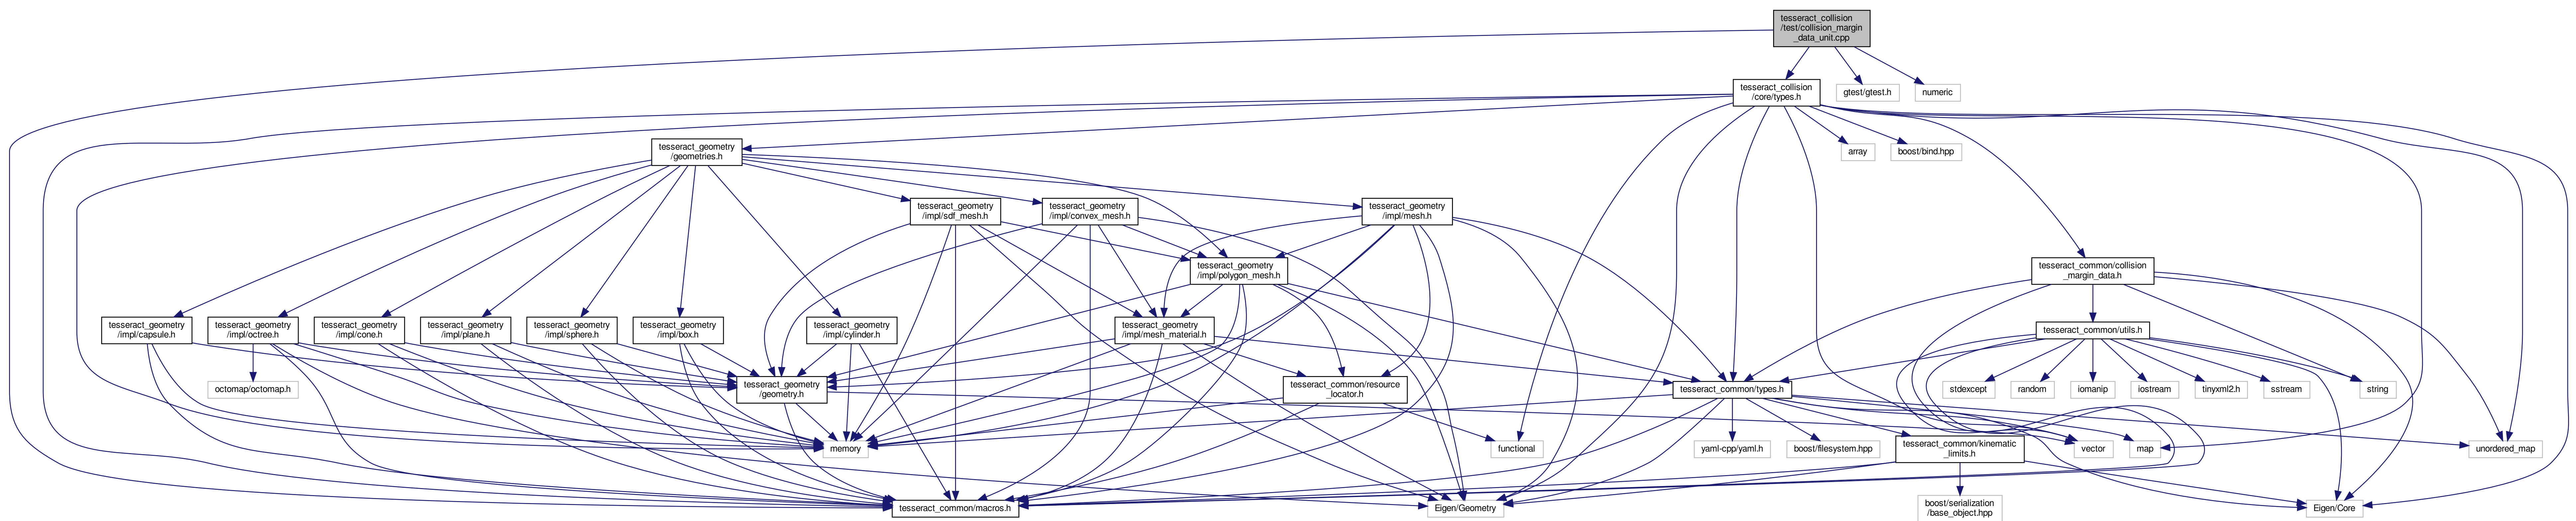 tesseract_collision
/test/collision_margin
_data_unit.cpp
tesseract_collision
/core/types.h
gtest/gtest.h
numeric
tesseract_geometry
/geometries.h
array
boost/bind.hpp
tesseract_geometry
/impl/sdf_mesh.h
tesseract_geometry
/impl/convex_mesh.h
tesseract_geometry
/impl/mesh.h
tesseract_geometry
/impl/polygon_mesh.h
tesseract_common/collision
_margin_data.h
tesseract_geometry
/impl/capsule.h
tesseract_geometry
/impl/octree.h
tesseract_geometry
/impl/cone.h
tesseract_geometry
/impl/plane.h
tesseract_geometry
/impl/sphere.h
tesseract_geometry
/impl/box.h
tesseract_geometry
/impl/cylinder.h
tesseract_geometry
/impl/mesh_material.h
tesseract_common/utils.h
octomap/octomap.h
tesseract_geometry
/geometry.h
tesseract_common/resource
_locator.h
tesseract_common/types.h
stdexcept
random
iomanip
iostream
tinyxml2.h
sstream
string
memory
functional
yaml-cpp/yaml.h
boost/filesystem.hpp
tesseract_common/kinematic
_limits.h
vector
map
unordered_map
tesseract_common/macros.h
Eigen/Geometry
boost/serialization
/base_object.hpp
Eigen/Core